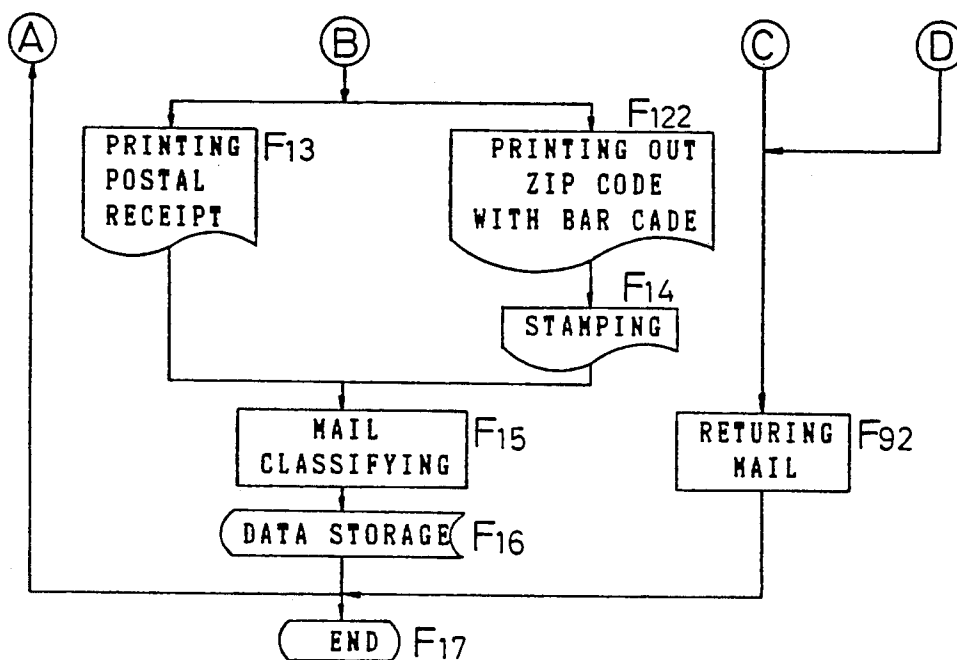 A
B
C
D
PRINTING
POSTAL
RECEIPT
F13
F122
PRINTING OUT
ZIP CODE
WITH BAR CADE
F14
STAMPING
MAIL
CLASSIFYING
F15
RETURING
MAIL
F92
DATA STORAGE
F16
END
F17